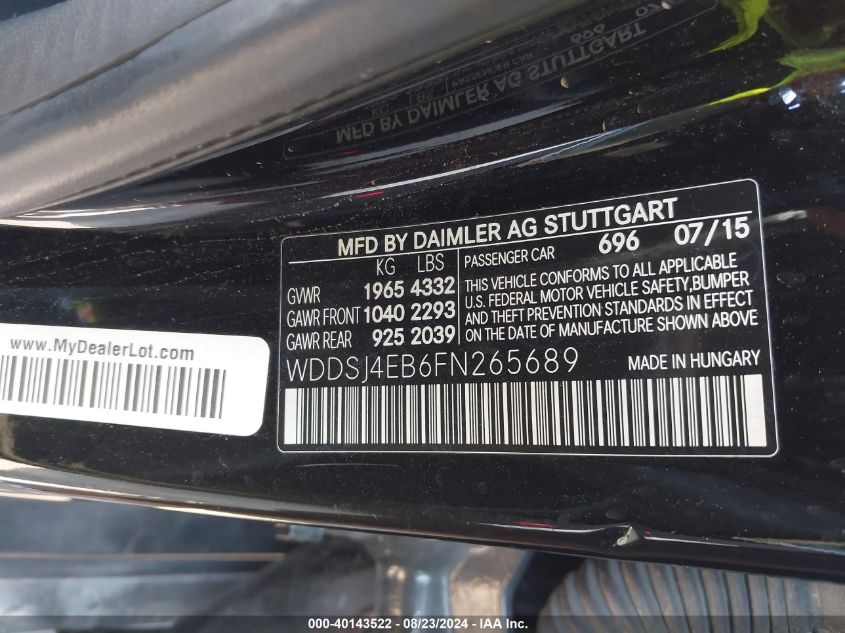 MFD BY DAIMLER AG STUTTGART
KG LBS PASSENGER CAR 696 07/15
GVWR 1965 4332
GAWR FRONT 1040 2293
GAWR REAR 925 2039
THIS VEHICLE CONFORMS TO ALL APPLICABLE
U.S. FEDERAL MOTOR VEHICLE SAFETY,BUMPER
AND THEFT PREVENTION STANDARDS IN EFFECT
ON THE DATE OF MANUFACTURE SHOWN ABOVE
WDDSJ4EB6FN265689 MADE IN HUNGARY
www.MyDealerLot.com
000-40143522 - 08/23/2024 - IAA Inc.
MFD BY DAIMLER AG STUTTGART
PASSENGER CAR 696